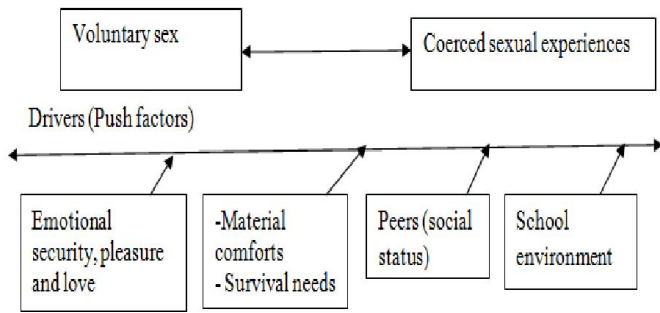 Voluntary sex
Coerced sexual experiences
Drivers (Push factors)
Emotional
security, pleasure
and love
-Material
comforts
- Survival needs
Peers (social
status)
School
environment